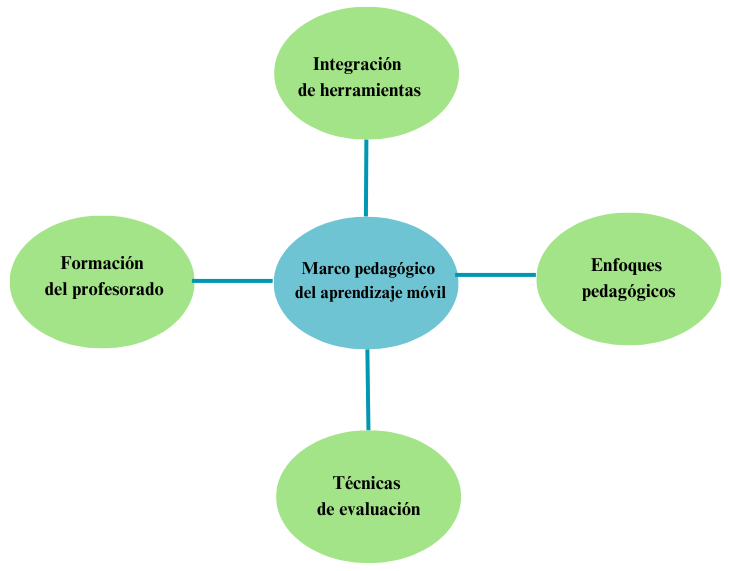 Integración
de herramientas
Formación
del profesorado
Marco pedagógico
del aprendizaje móvil
Enfoques
pedagógicos
Técnicas
de evaluación